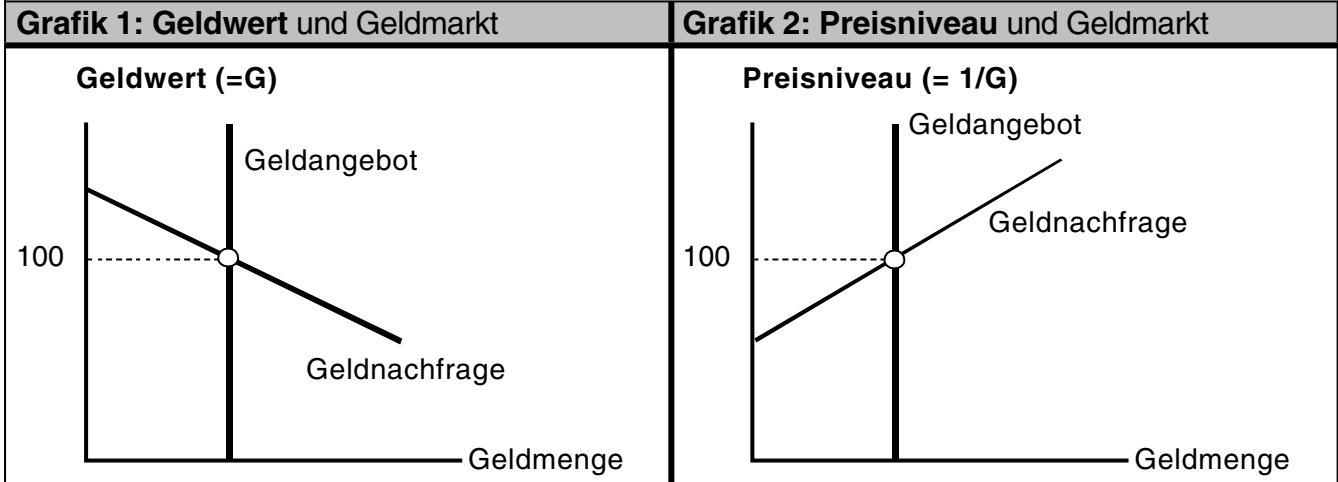 Grafik 1: Geldwert und Geldmarkt
Geldwert (=G)
Geldangebot
100
Geldnachfrage
Geldmenge
Grafik 2: Preisniveau und Geldmarkt
Preisniveau (= 1/G)
Geldangebot
Geldnachfrage
100
Geldmenge